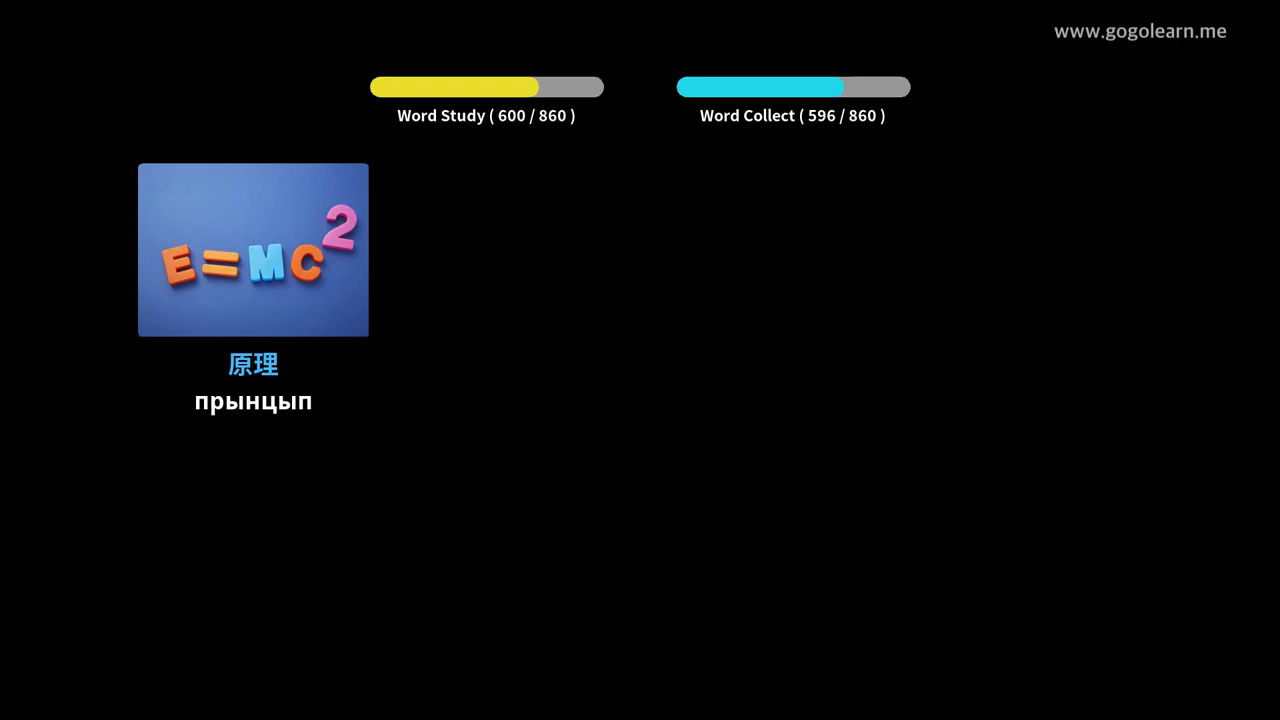 www.gogolearn.me
Word Study ( 600 / 860 )
Word Collect ( 596 / 860 )
E=MC²
原理
прынцып